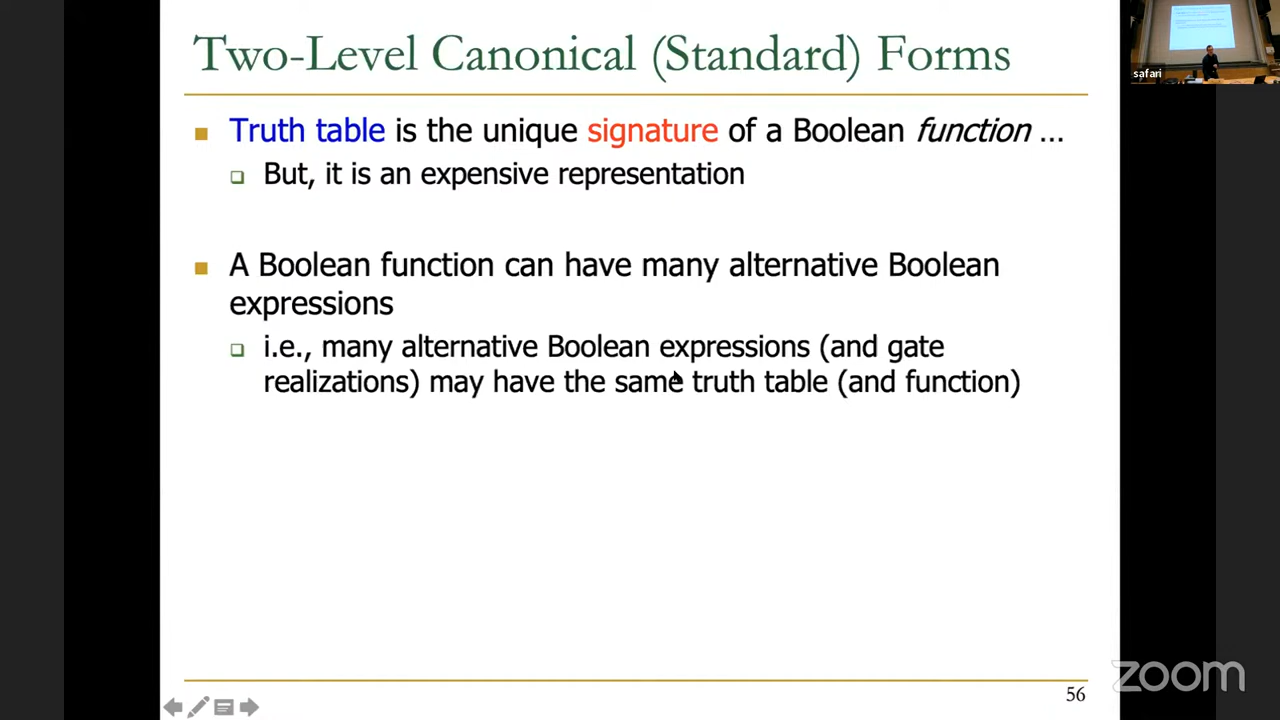 Two-Level Canonical (Standard) Forms
safari
Truth table is the unique signature of a Boolean function ...
But, it is an expensive representation
A Boolean function can have many alternative Boolean
expressions
i.e., many alternative Boolean expressions (and gate
realizations) may have the same truth table (and function)
56
zoom